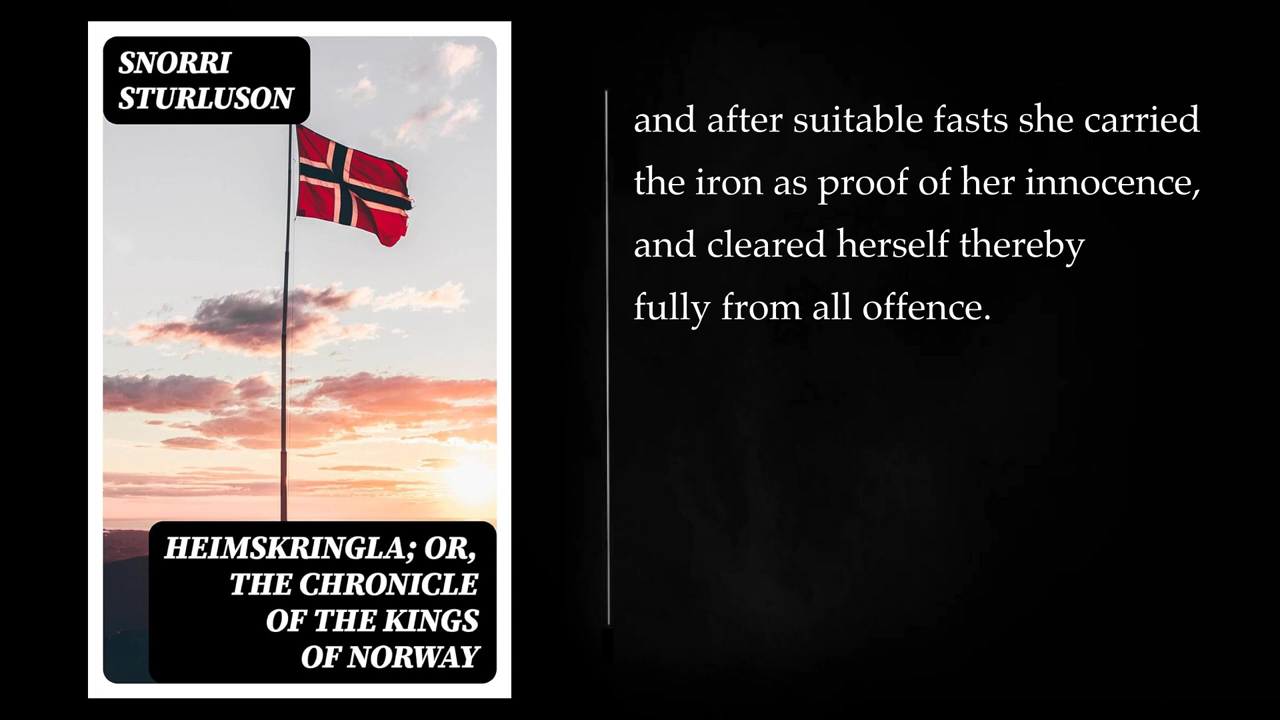 SNORRI
STURLUSON
HEIMSKRINGLA; OR,
THE CHRONICLE
OF THE KINGS
OF NORWAY
and after suitable fasts she carried
the iron as proof of her innocence,
and cleared herself thereby
fully from all offence.